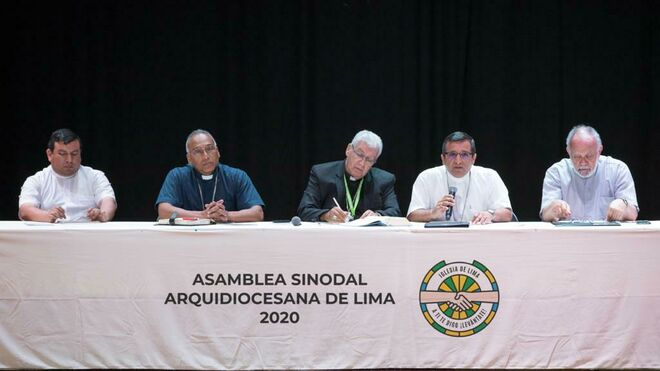 ASAMBLEA SINODAL
ARQUIDIOCESANA DE LIMA
2020
IGLESIA DE LIMA
A TI TE DIGO ¡LEVÁNTATE!